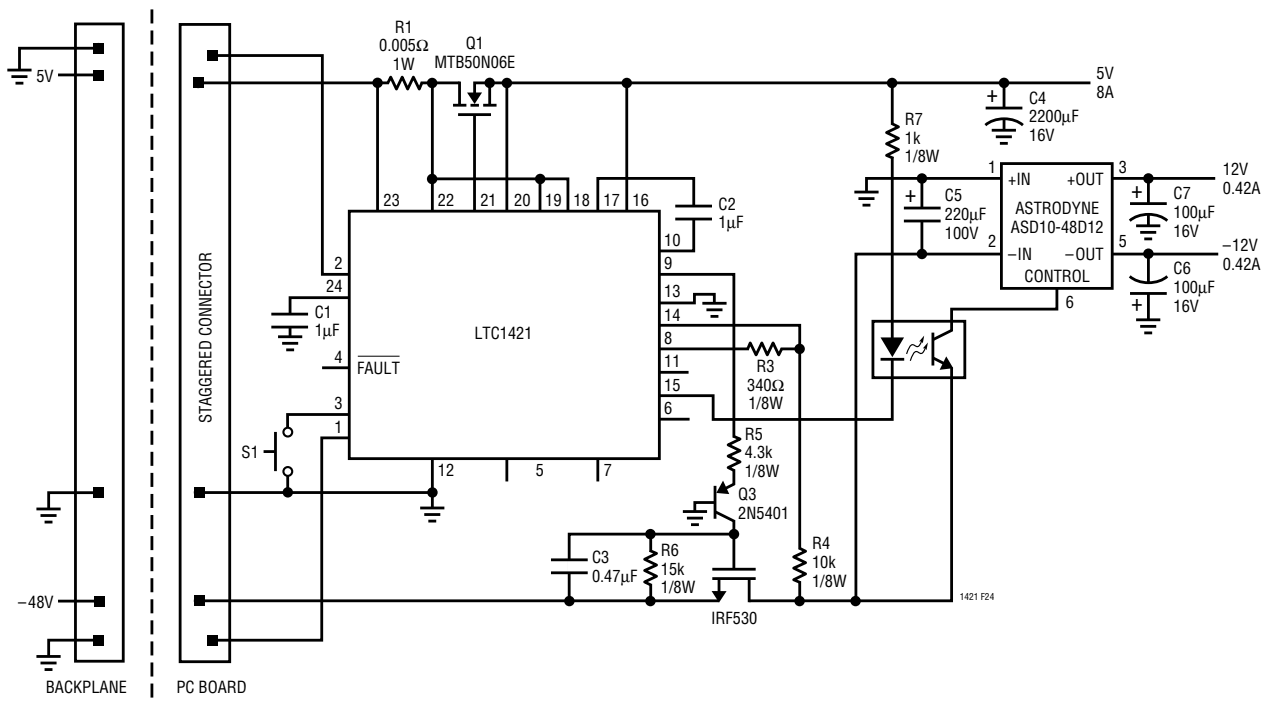 R1
0.005Ω
1W
Q1
MTB50N06E
5V
5V
8A
C4
2200µF
16V
+
R7
1k
1/8W
23
22
21
20
19
18
17
16
C2
1µF
10
9
13
14
8
11
15
6
2
24
4
3
1
FAULT
LTC1421
12
5
7
C1
1µF
S1
STAGGERED CONNECTOR
+
C5
220µF
100V
1
2
+IN
−IN
ASTRODYNE
ASD10-48D12
+OUT
−OUT
CONTROL
3
5
6
12V
0.42A
+
C7
100µF
16V
−12V
0.42A
C6
100µF
16V
+
R3
340Ω
1/8W
R5
4.3k
1/8W
Q3
2N5401
R4
10k
1/8W
C3
0.47µF
R6
15k
1/8W
IRF530
1421 F24
−48V
BACKPLANE
PC BOARD